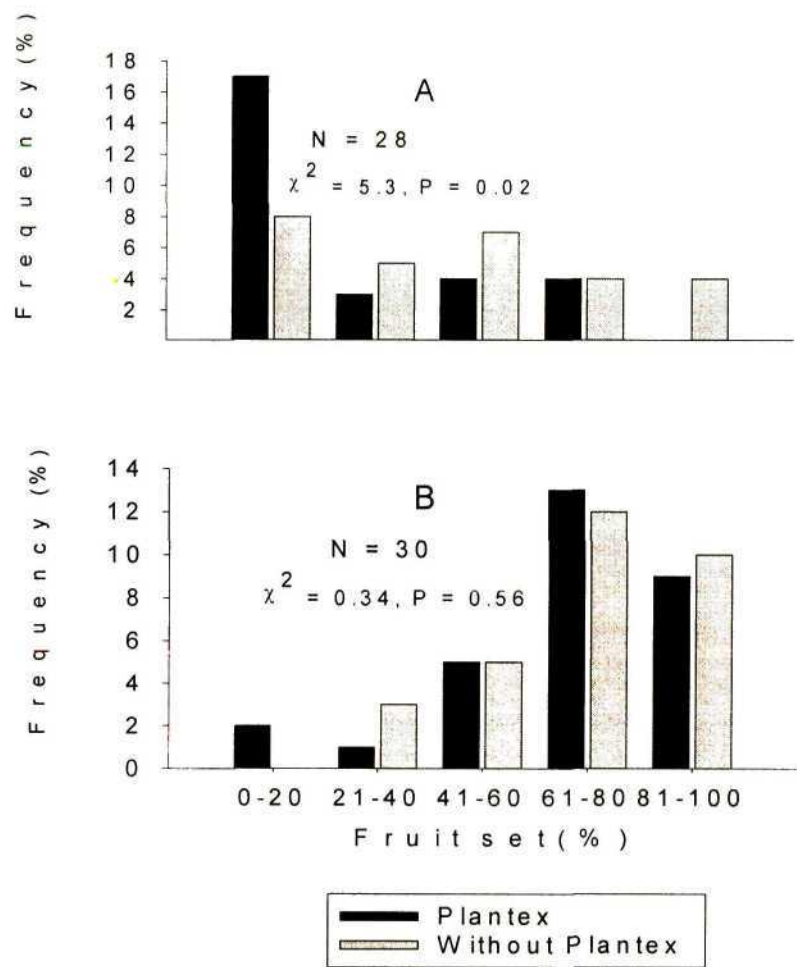 Frequency(%)
18
16
14
12
10
8
6
4
2
A
N = 28
χ² = 5.3, P = 0.02
Frequency (%)
14
12
10
8
6
4
2
0
B
N = 30
χ² = 0.34, P = 0.56
0-20 21-40 41-60 61-80 81-100
Fruit set(%)
Plantex
Without Plantex